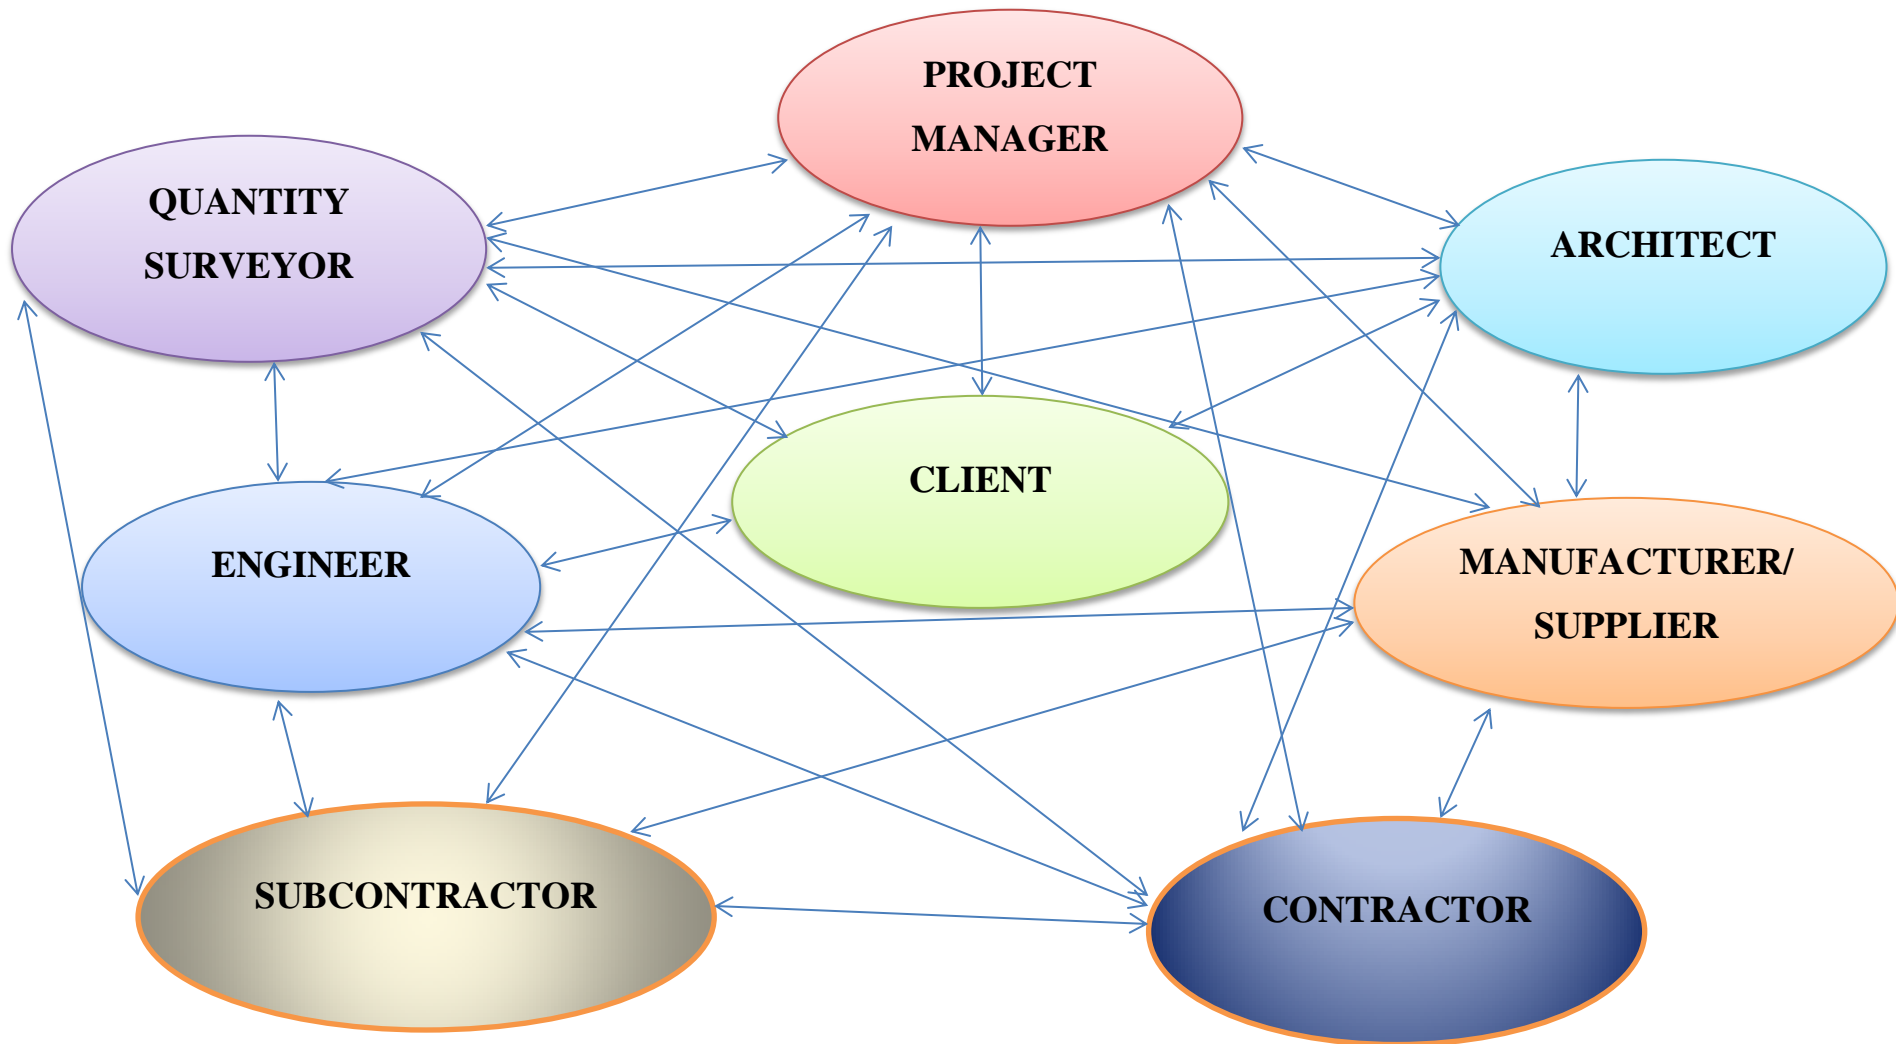 PROJECT
MANAGER
QUANTITY
SURVEYOR
ARCHITECT
CLIENT
ENGINEER
MANUFACTURER/
SUPPLIER
SUBCONTRACTOR
CONTRACTOR